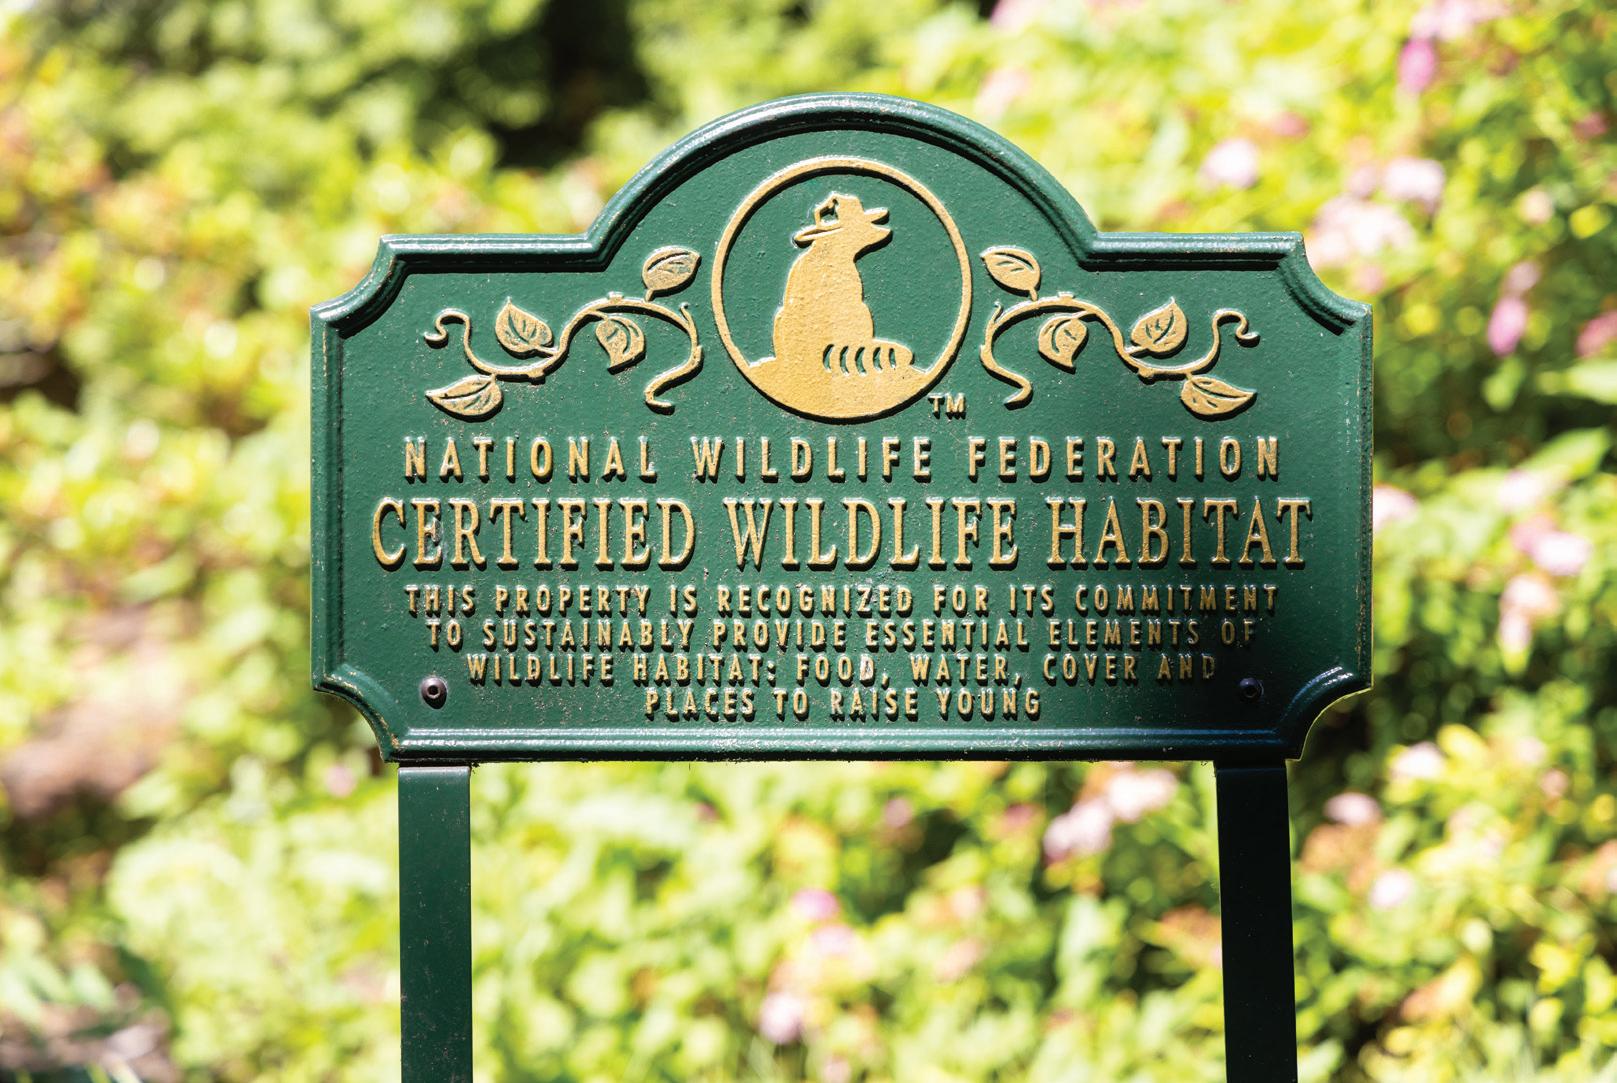 TM
NATIONAL WILDLIFE FEDERATION
CERTIFIED WILDLIFE HABITAT
THIS PROPERTY IS RECOGNIZED FOR ITS COMMITMENT
TO SUSTAINABLY PROVIDE ESSENTIAL ELEMENTS OF
WILDLIFE HABITAT: FOOD, WATER, COVER AND
PLACES TO RAISE YOUNG